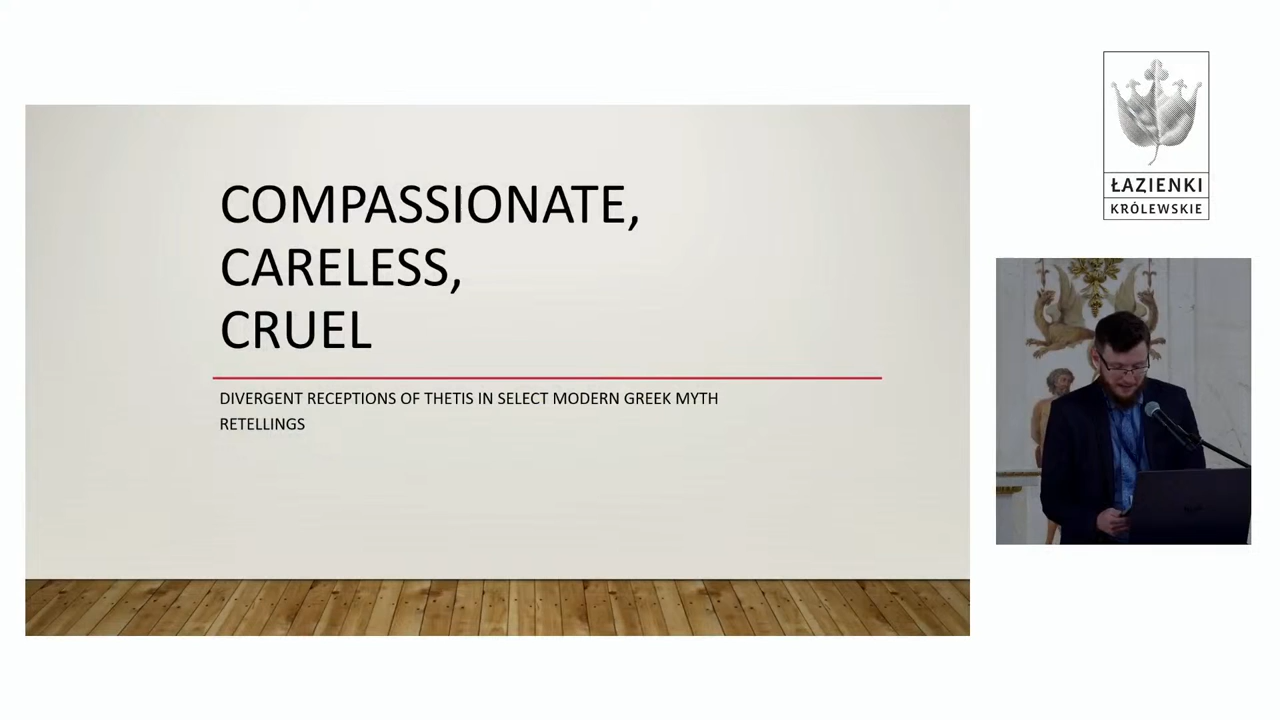 COMPASSIONATE,
CARELESS,
CRUEL
DIVERGENT RECEPTIONS OF THETIS IN SELECT MODERN GREEK MYTH
RETELLINGS
ŁAZIENKI
KRÓLEWSKIE